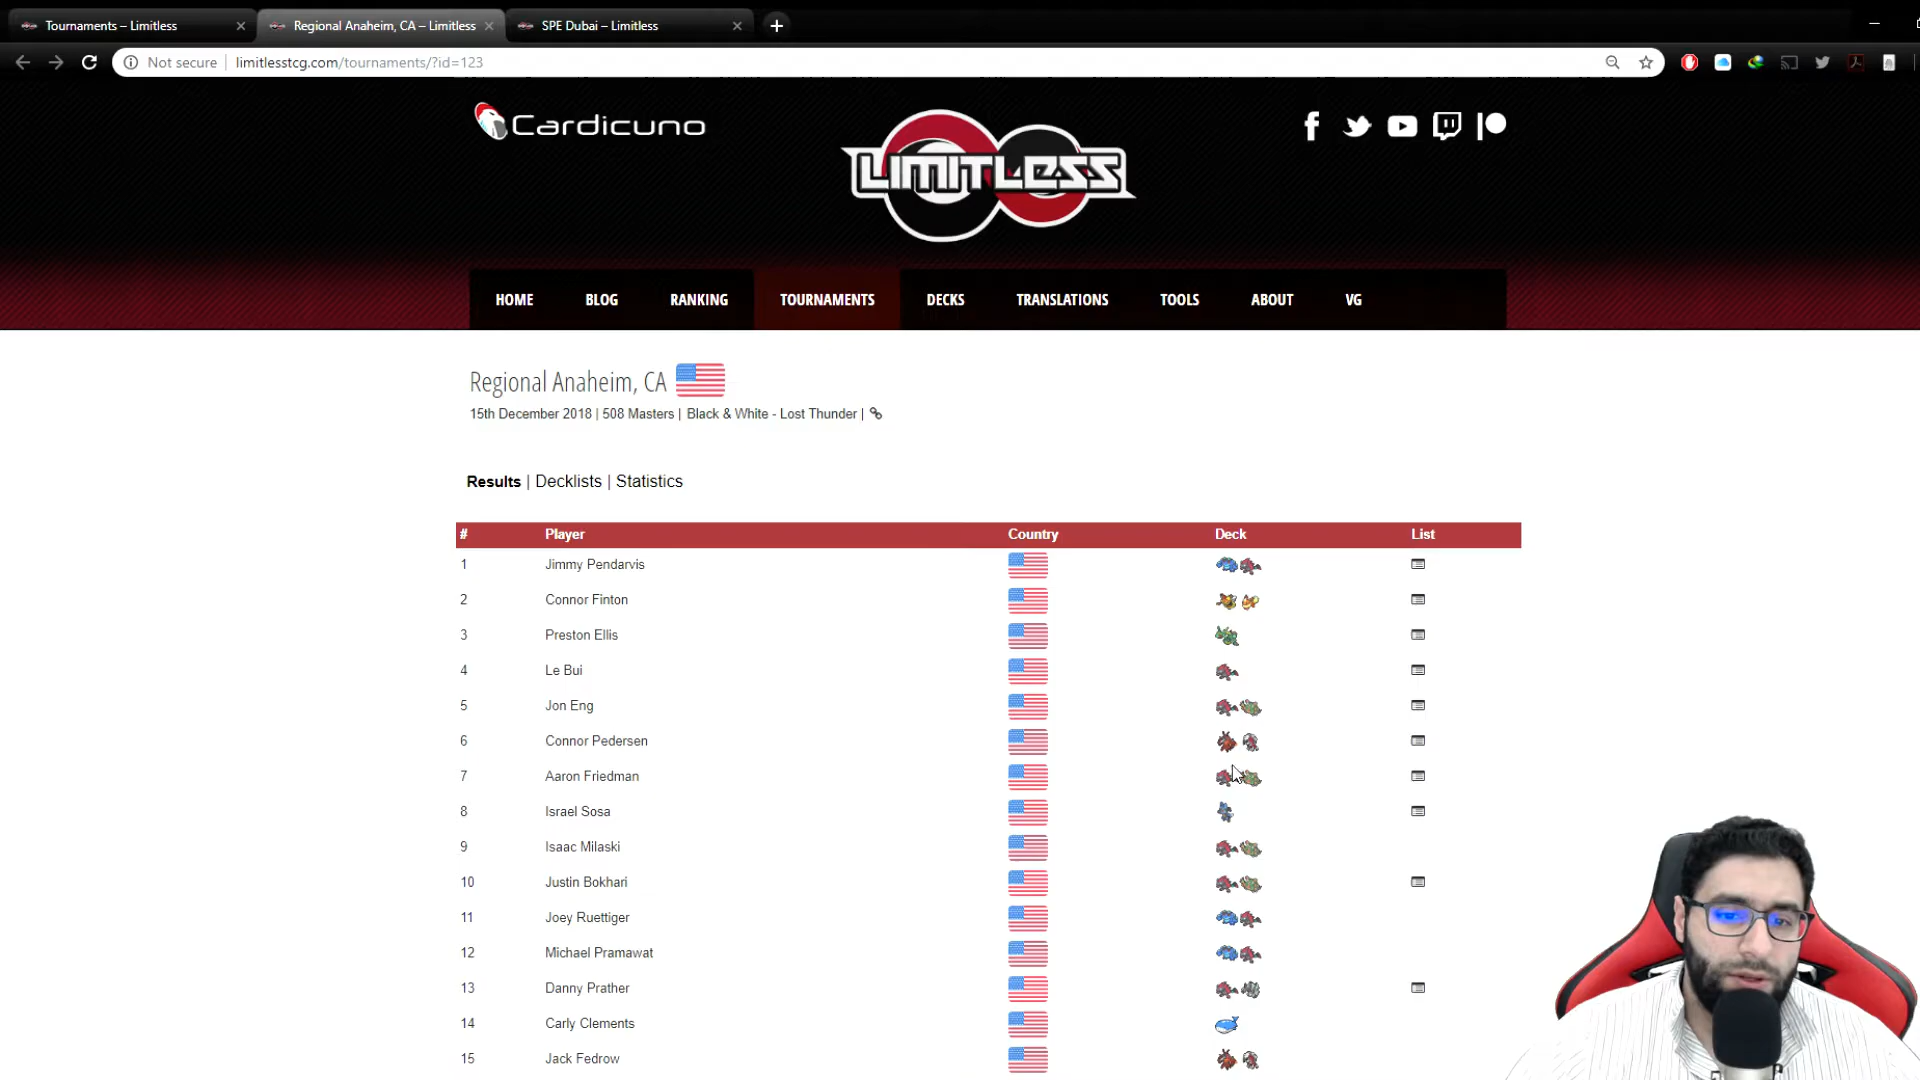 Tournaments – Limitless
Regional Anaheim, CA – Limitless
SPE Dubai – Limitless
Not secure
limitlesstcg.com/tournaments/?id=123
Cardicuno
LIMITLESS
HOME BLOG RANKING TOURNAMENTS DECKS TRANSLATIONS TOOLS ABOUT VG
Regional Anaheim, CA
15th December 2018 | 508 Masters | Black & White - Lost Thunder |
Results | Decklists | Statistics
# Player Country Deck List
1 Jimmy Pendarvis
2 Connor Finton
3 Preston Ellis
4 Le Bui
5 Jon Eng
6 Connor Pedersen
7 Aaron Friedman
8 Israel Sosa
9 Isaac Milaski
10 Justin Bokhari
11 Joey Ruettiger
12 Michael Pramawat
13 Danny Prather
14 Carly Clements
15 Jack Fedrow